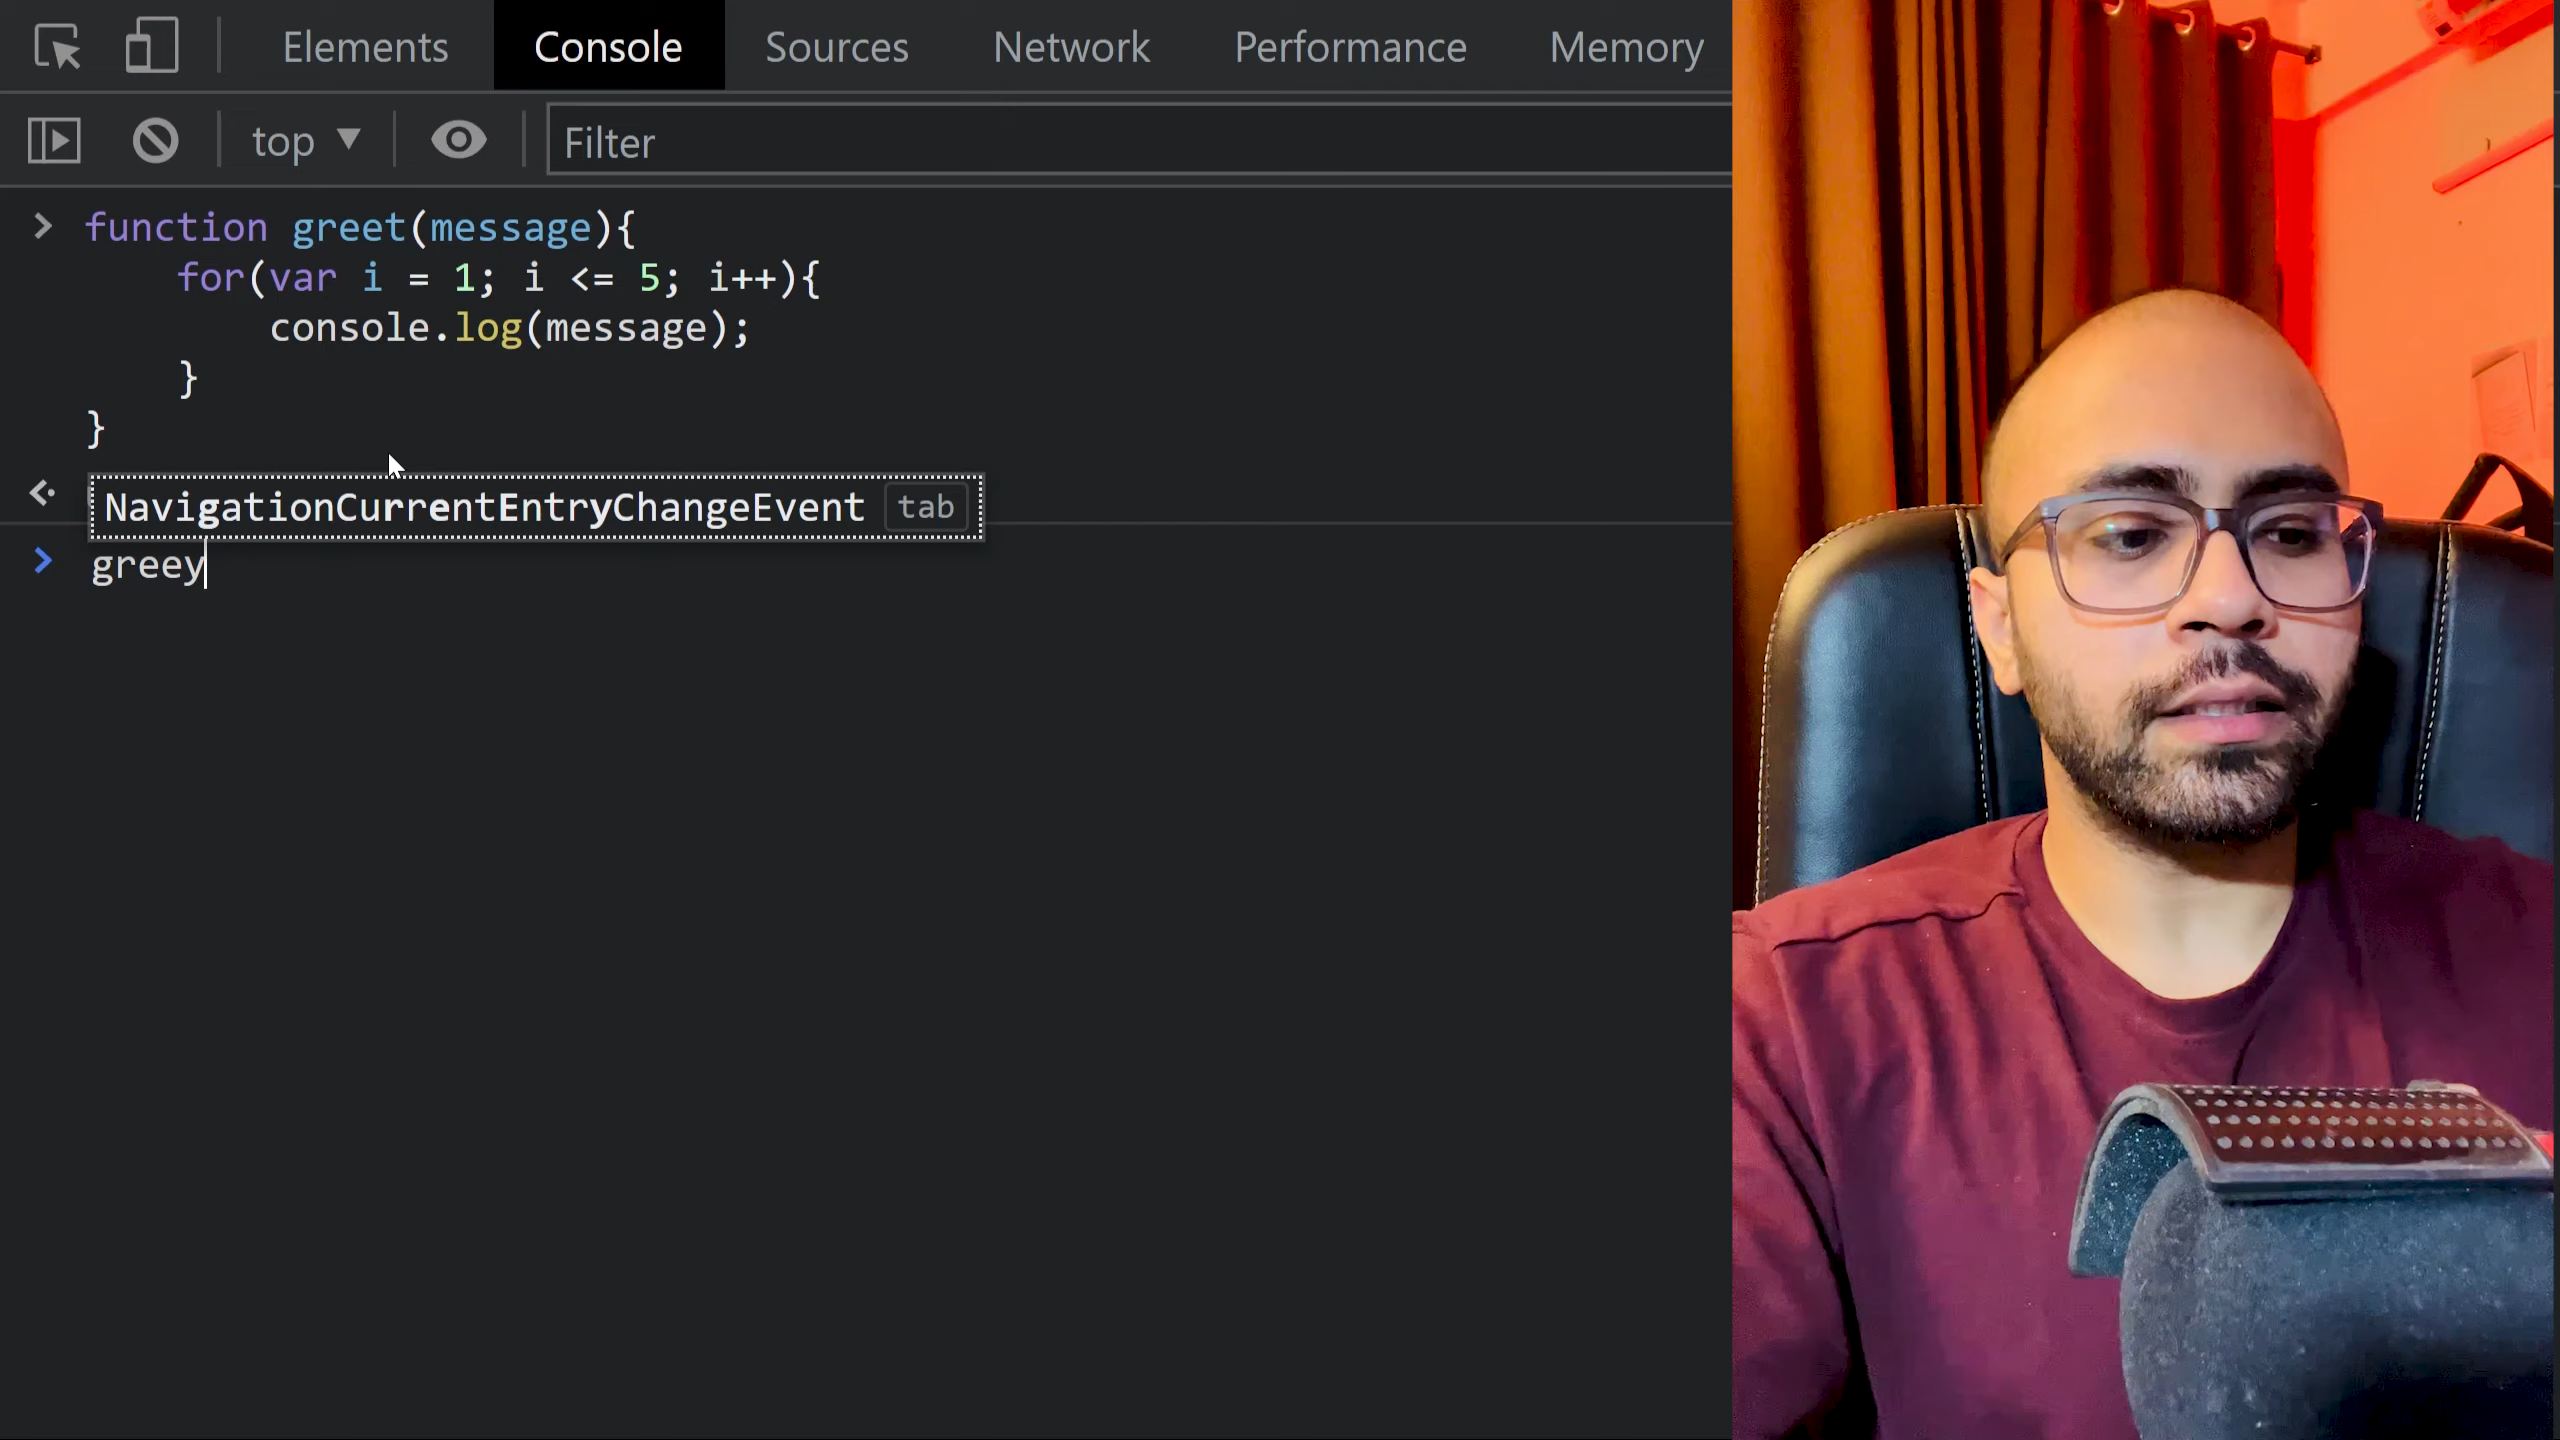 Elements Console Sources Network Performance Memory
top ▼ Filter
> function greet(message){
for(var i = 1; i <= 5; i++){
console.log(message);
}
}
NavigationCurrentEntryChangeEvent tab
> greey